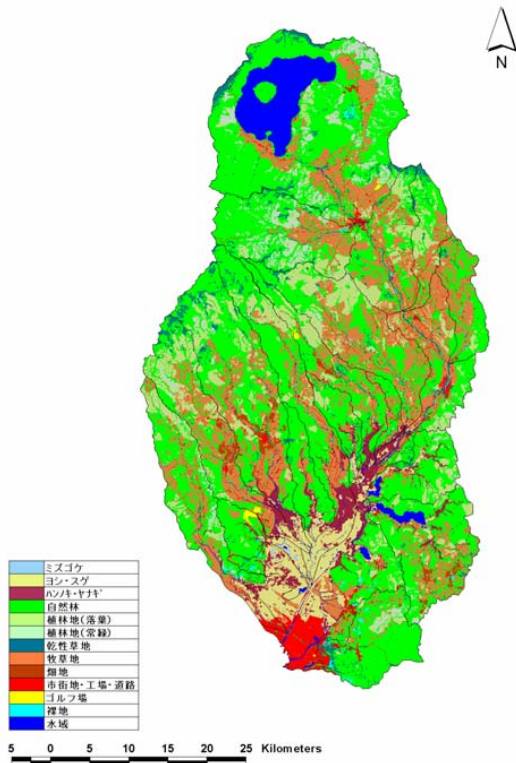 N
ミズゴケ
ヨシ・スゲ
ハンノキ・ヤナギ
自然林
植林地(落葉)
植林地(常緑)
乾性草地
牧草地
畑地
市街地・工場・道路
ゴルフ場
裸地
水域
5 0 5 10 15 20 25 Kilometers